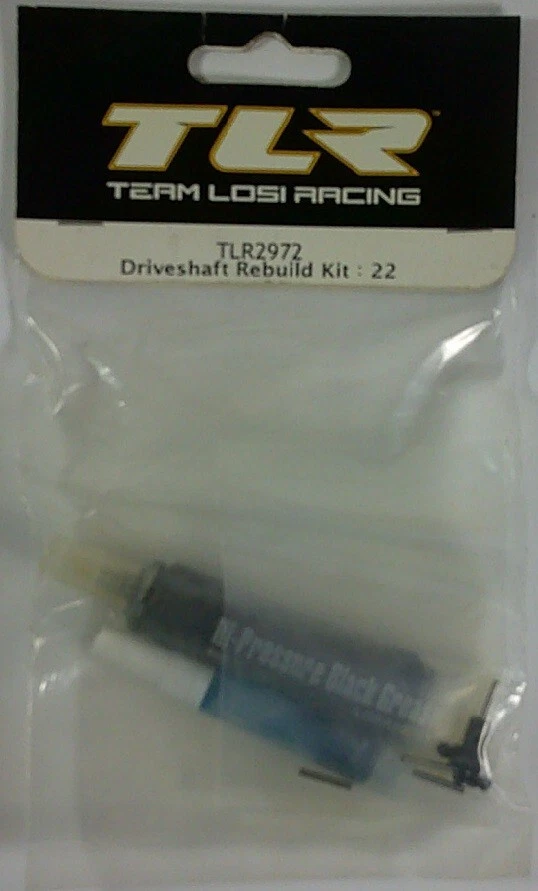 TLR
TEAM LOSI RACING
TLR2972
Driveshaft Rebuild Kit : 22
Hi-Pressure Black Grease